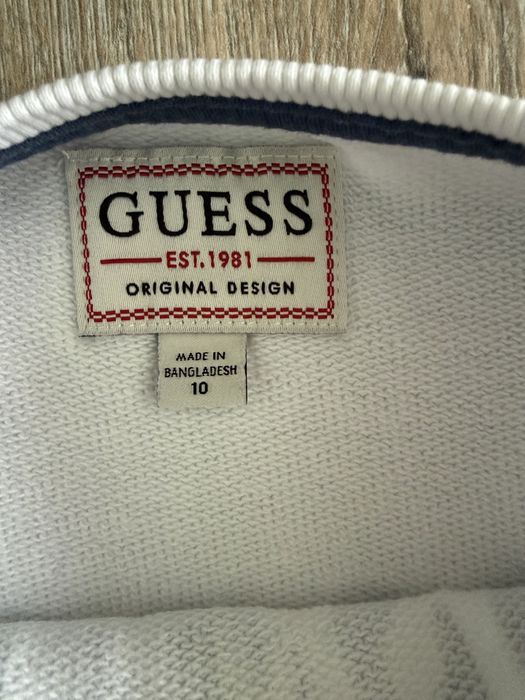 GUESS
EST.1981
ORIGINAL DESIGN
MADE IN
BANGLADESH
10